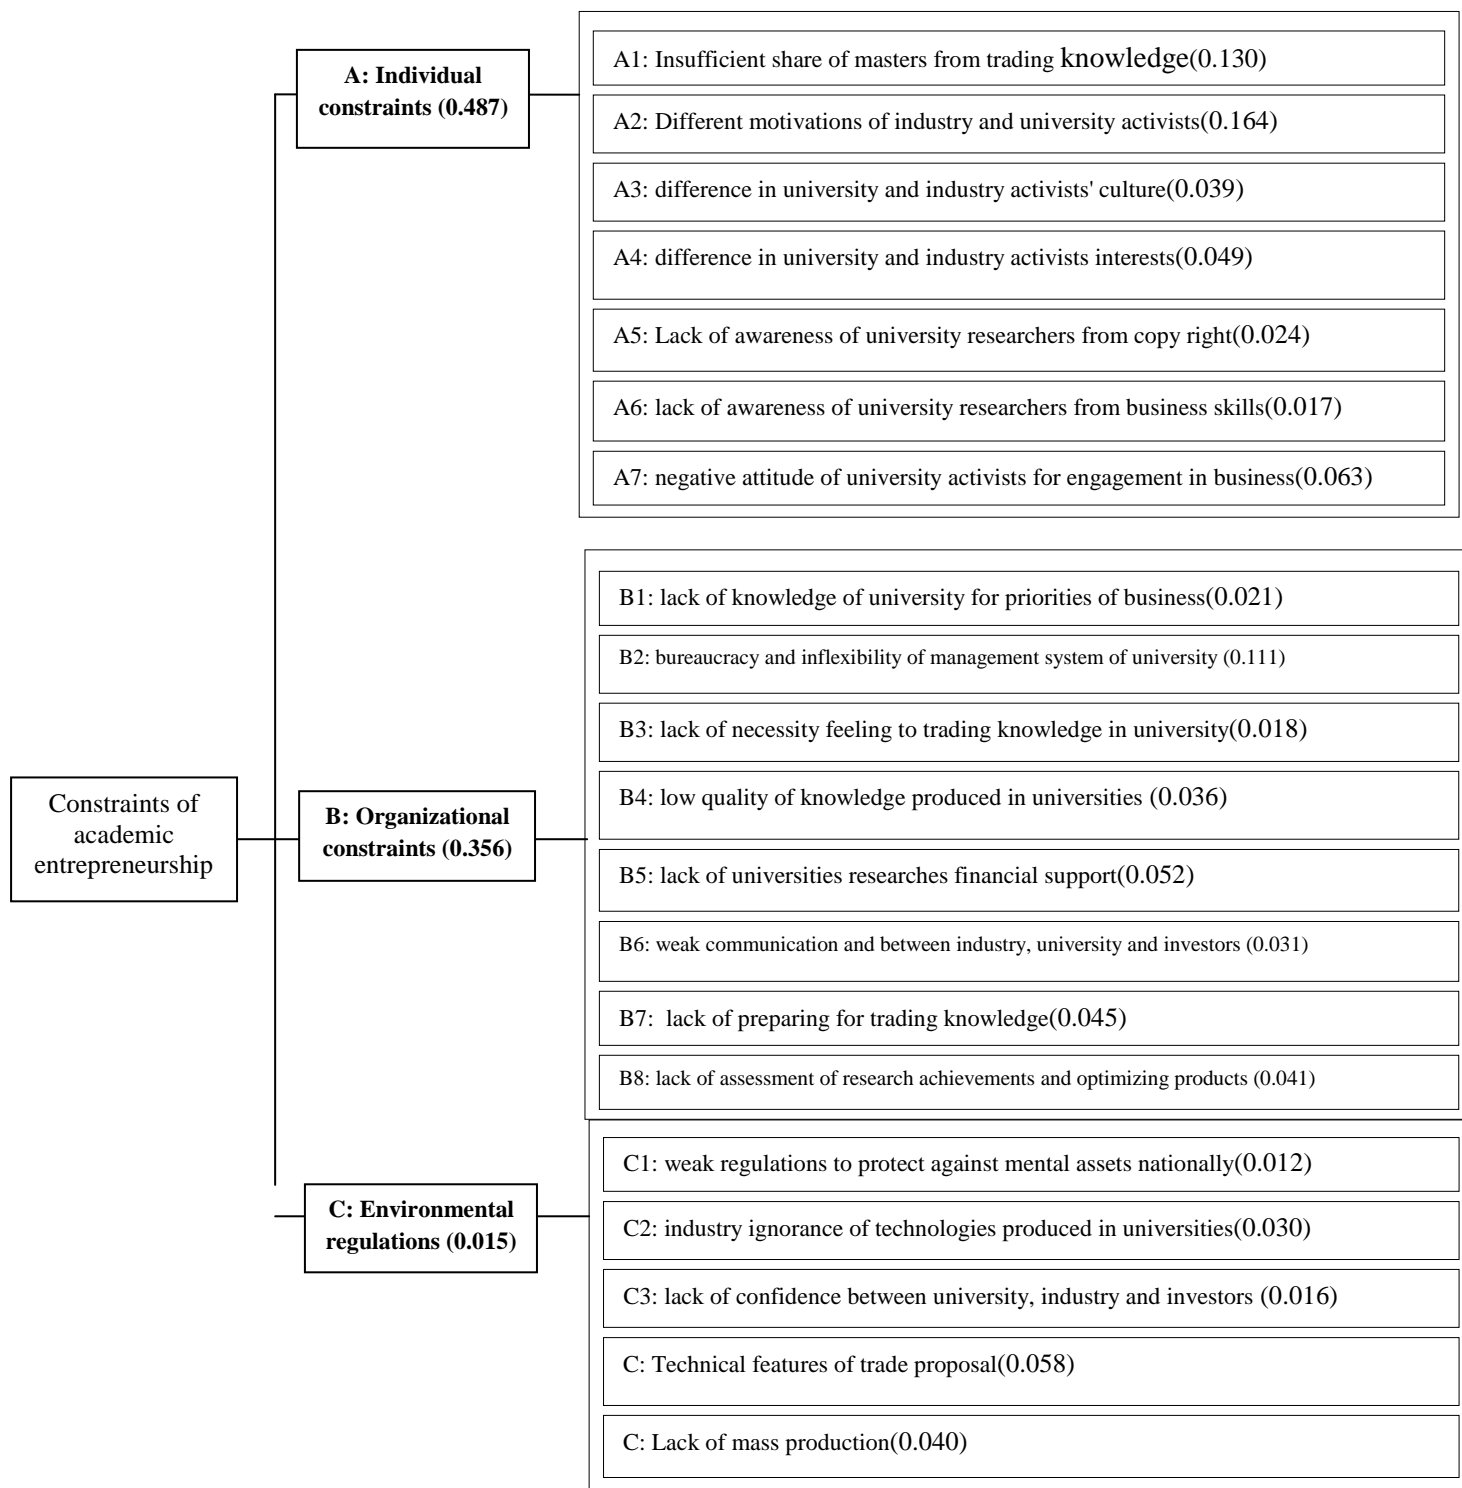 A: Individual
constraints (0.487)
A1: Insufficient share of masters from trading knowledge(0.130)
A2: Different motivations of industry and university activists(0.164)
A3: difference in university and industry activists' culture(0.039)
A4: difference in university and industry activists interests(0.049)
A5: Lack of awareness of university researchers from copy right(0.024)
A6: lack of awareness of university researchers from business skills(0.017)
A7: negative attitude of university activists for engagement in business(0.063)
Constraints of
academic
entrepreneurship
B: Organizational
constraints (0.356)
B1: lack of knowledge of university for priorities of business(0.021)
B2: bureaucracy and inflexibility of management system of university (0.111)
B3: lack of necessity feeling to trading knowledge in university(0.018)
B4: low quality of knowledge produced in universities (0.036)
B5: lack of universities researches financial support(0.052)
B6: weak communication and between industry, university and investors (0.031)
B7:  lack of preparing for trading knowledge(0.045)
B8: lack of assessment of research achievements and optimizing products (0.041)
C: Environmental
regulations (0.015)
C1: weak regulations to protect against mental assets nationally(0.012)
C2: industry ignorance of technologies produced in universities(0.030)
C3: lack of confidence between university, industry and investors (0.016)
C: Technical features of trade proposal(0.058)
C: Lack of mass production(0.040)